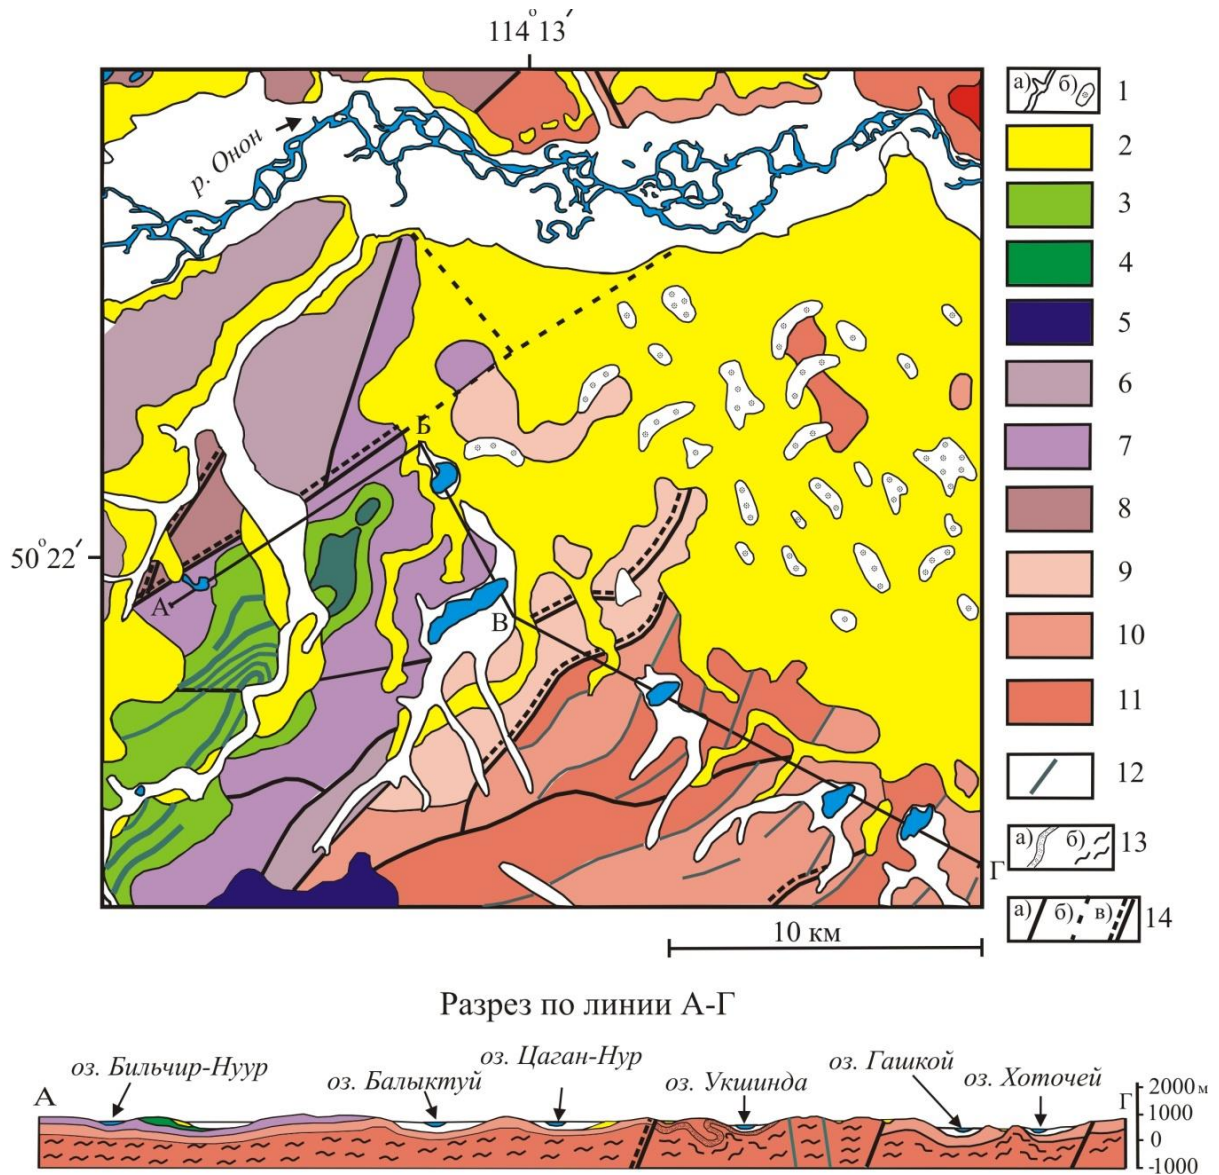 114° 13′
р. Онон
Б
50° 22′
А
В
Г
10 км
а) б) 1
2
3
4
5
6
7
8
9
10
11
12
а) б) 13
а) б) в) 14
Разрез по линии А-Г
оз. Бильчир-Нуур
оз. Балыктуй
оз. Цаган-Нур
оз. Укшинда
оз. Гашкой
оз. Хоточей
А
Г
2000 м
1000
0
-1000